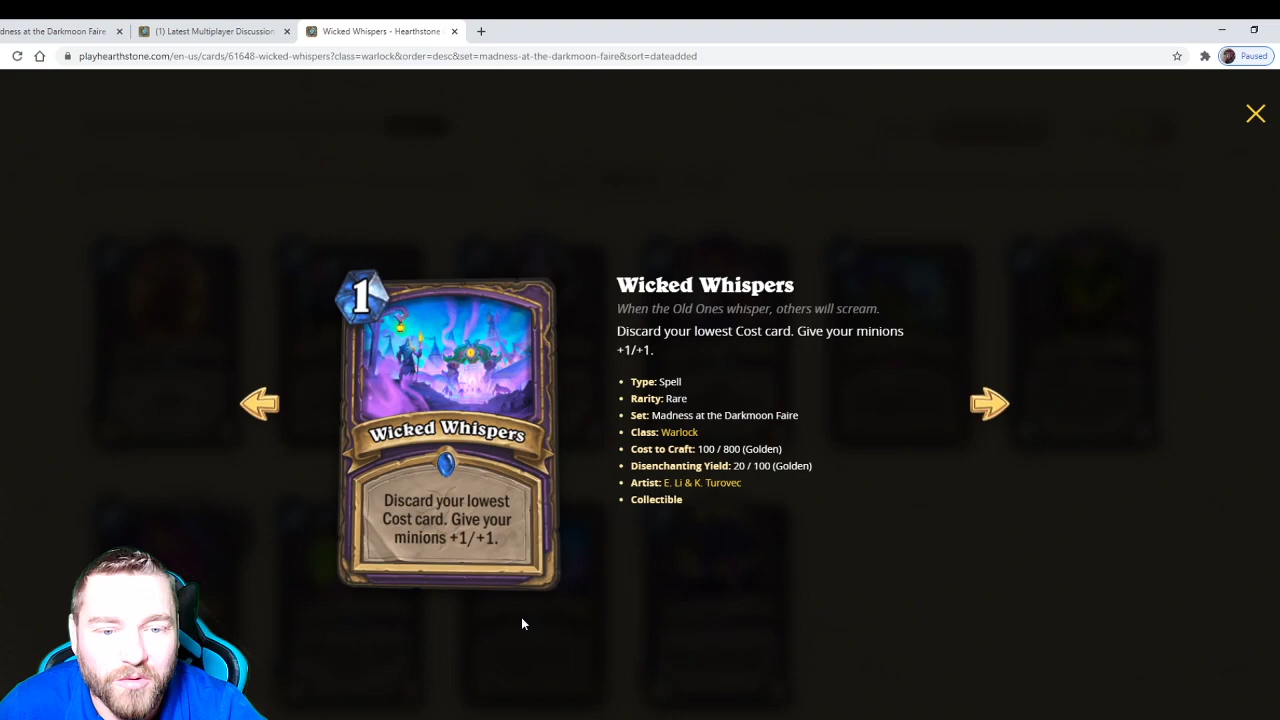 dness at the Darkmoon Faire
(1) Latest Multiplayer Discussion
Wicked Whispers - Hearthstone
playhearthstone.com/en-us/cards/61648-wicked-whispers?class=warlock&order=desc&set=madness-at-the-darkmoon-faire&sort=dateadded
Paused
1
Wicked Whispers
Discard your lowest
Cost card. Give your
minions +1/+1.
Wicked Whispers
When the Old Ones whisper, others will scream.
Discard your lowest Cost card. Give your minions
+1/+1.
Type: Spell
Rarity: Rare
Set: Madness at the Darkmoon Faire
Class: Warlock
Cost to Craft: 100 / 800 (Golden)
Disenchanting Yield: 20 / 100 (Golden)
Artist: E. Li & K. Turovec
Collectible